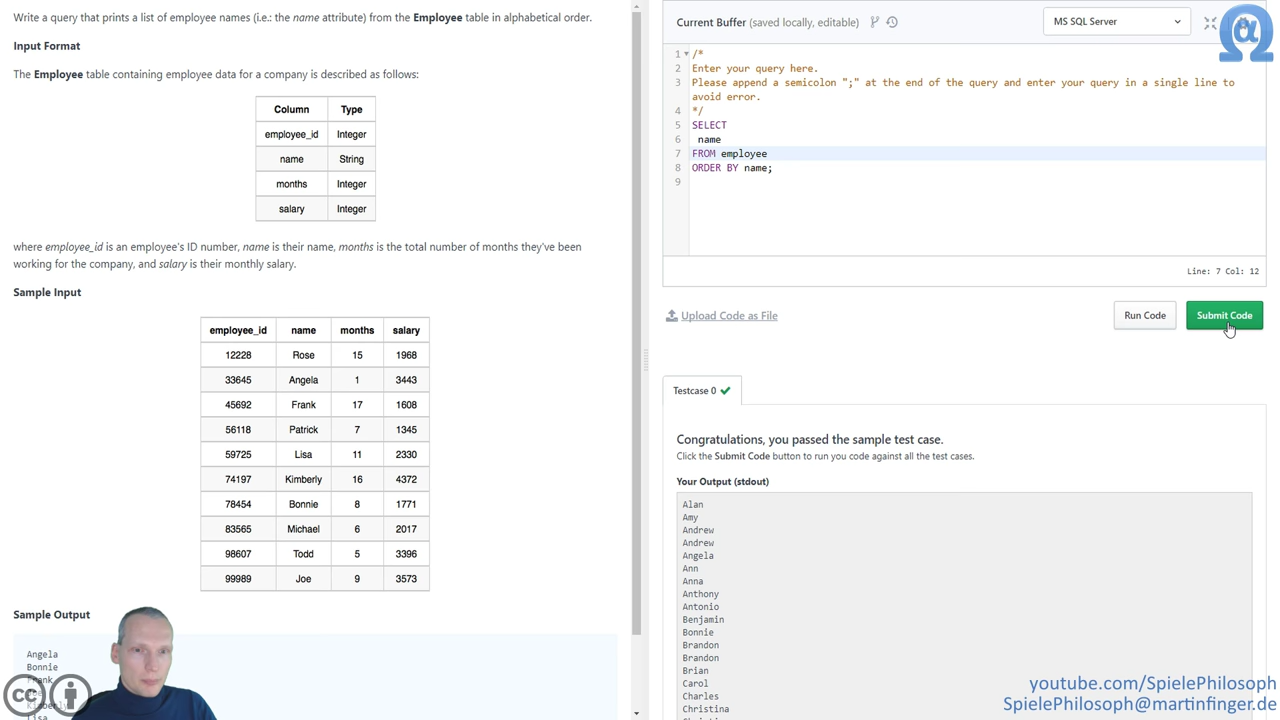 Write a query that prints a list of employee names (i.e.: the name attribute) from the Employee table in alphabetical order.
Input Format
The Employee table containing employee data for a company is described as follows:
Column Type
employee_id Integer
name String
months Integer
salary Integer
where employee_id is an employee's ID number, name is their name, months is the total number of months they've been
working for the company, and salary is their monthly salary.
Sample Input
employee_id name months salary
12228 Rose 15 1968
33645 Angela 1 3443
45692 Frank 17 1608
56118 Patrick 7 1345
59725 Lisa 11 2330
74197 Kimberly 16 4372
78454 Bonnie 8 1771
83565 Michael 6 2017
98607 Todd 5 3396
99989 Joe 9 3573
Sample Output
Angela
Bonnie
Frank
Kimberly
Lisa
cc
Current Buffer (saved locally, editable)
MS SQL Server
1 /*
2 Enter your query here.
3 Please append a semicolon ";" at the end of the query and enter your query in a single line to
avoid error.
4 */
5 SELECT
6 name
7 FROM employee
8 ORDER BY name;
9
Line: 7 Col: 12
Upload Code as File
Run Code
Submit Code
Testcase 0
Congratulations, you passed the sample test case.
Click the Submit Code button to run you code against all the test cases.
Your Output (stdout)
Alan
Amy
Andrew
Andrew
Angela
Ann
Anna
Anthony
Antonio
Benjamin
Bonnie
Brandon
Brandon
Brian
Carol
Charles
Christina
youtube.com/SpielePhilosoph
SpielePhilosoph@martinfinger.de